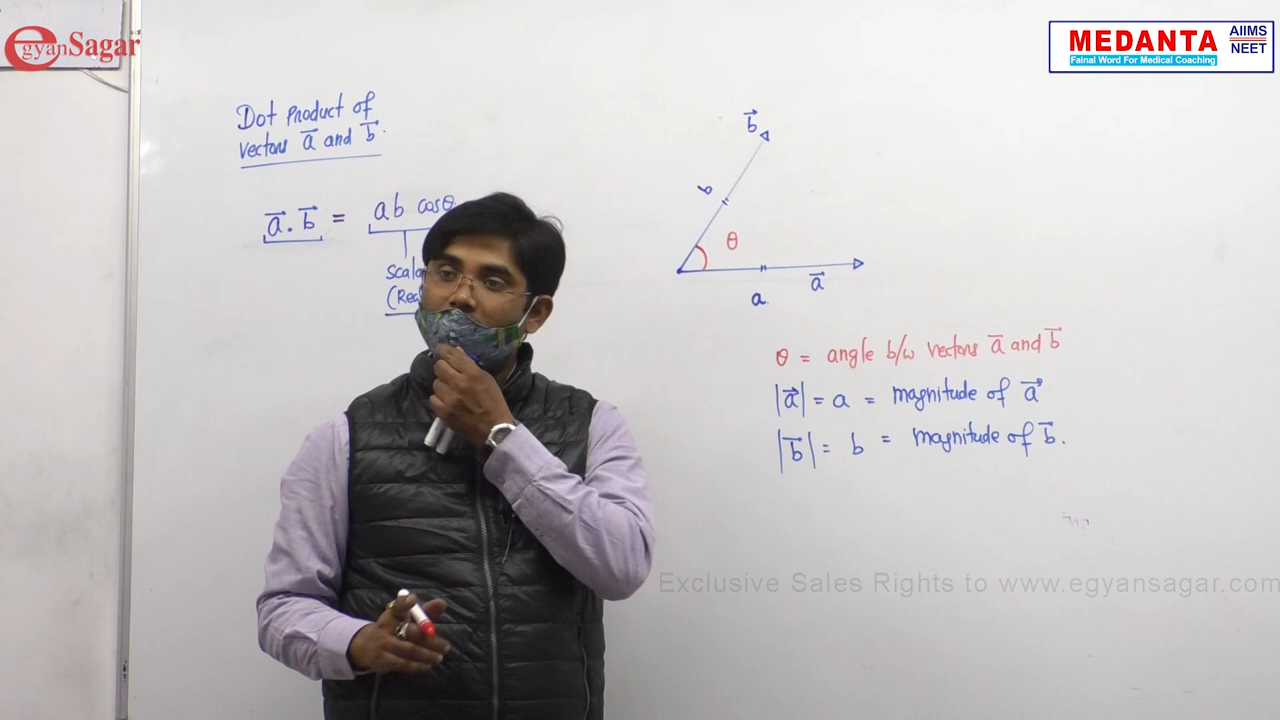 egyanSagar
MEDANTA
Fainal Word For Medical Coaching
AIIMS
NEET
Dot Product of
vectors a⃗ and b⃗.
a⃗ . b⃗ = ab cosθ
b⃗
b
θ
a
a⃗
θ = angle b/w vectors a⃗ and b⃗
|a⃗| = a = magnitude of a⃗
|b⃗| = b = magnitude of b⃗.
Exclusive Sales Rights to www.egyansagar.com